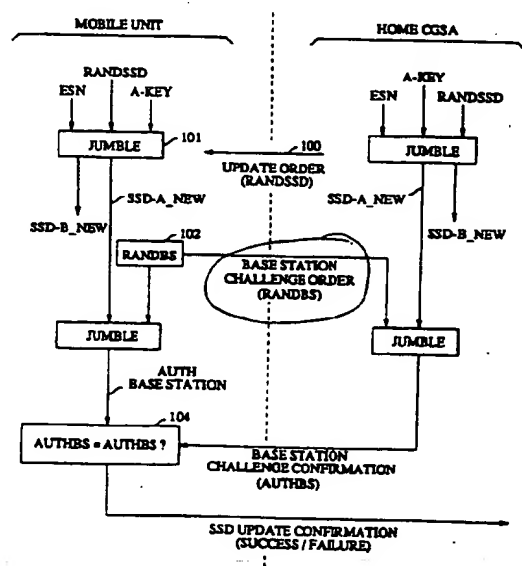 MOBILE UNIT
HOME CGSA
RANDSSD
ESN
A-KEY
A-KEY
ESN
RANDSSD
JUMBLE
101
100
JUMBLE
UPDATE ORDER
(RANDSSD)
SSD-A_NEW
SSD-A_NEW
SSD-B_NEW
102
SSD-B_NEW
RANDBS
BASE STATION
CHALLENGE ORDER
(RANDBS)
JUMBLE
JUMBLE
AUTH
BASE STATION
104
AUTHBS = AUTHBS ?
BASE STATION
CHALLENGE CONFIRMATION
(AUTHBS)
SSD UPDATE CONFIRMATION
(SUCCESS / FAILURE)